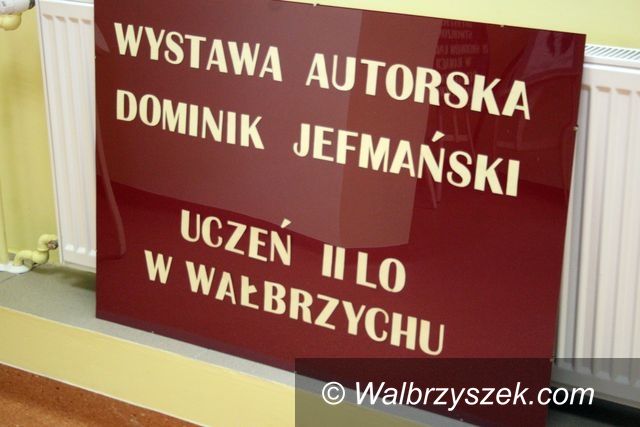 WYSTAWA AUTORSKA
DOMINIK JEFMAŃSKI
UCZEŃ II LO
W WAŁBRZYCHU
© Walbrzyszek.com